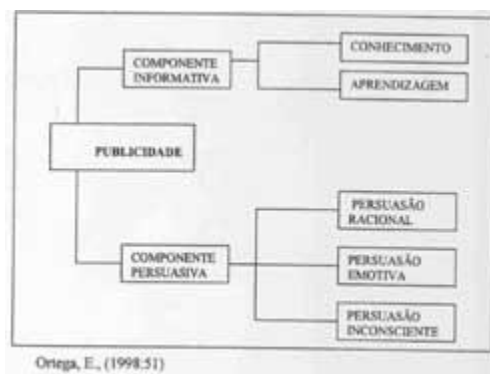 COMPONENTE
INFORMATIVA
CONHECIMENTO
APRENDIZAGEM
PUBLICIDADE
COMPONENTE
PERSUASIVA
PERSUASÃO
RACIONAL
PERSUASÃO
EMOTIVA
PERSUASÃO
INCONSCIENTE
Ortega, E., (1998:51)